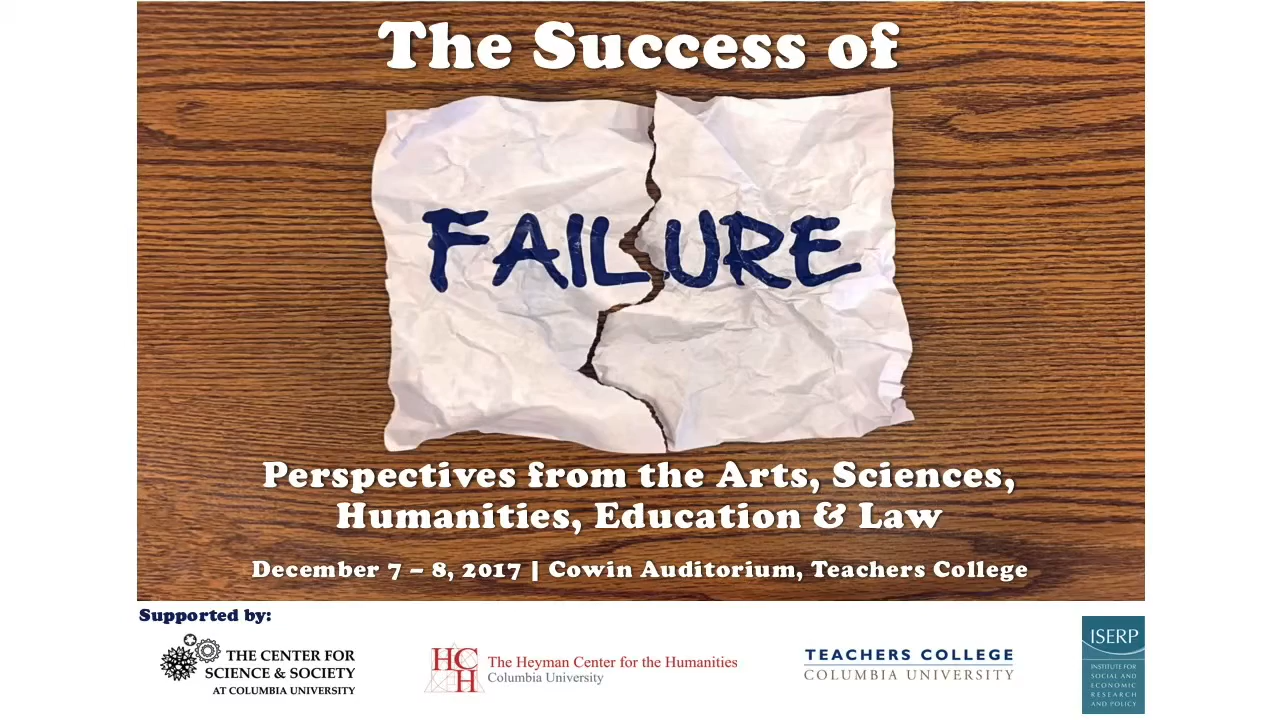 The Success of
FAILURE
Perspectives from the Arts, Sciences,
Humanities, Education & Law
December 7 – 8, 2017 | Cowin Auditorium, Teachers College
Supported by:
THE CENTER FOR
SCIENCE & SOCIETY
AT COLUMBIA UNIVERSITY
HCH
The Heyman Center for the Humanities
Columbia University
TEACHERS COLLEGE
COLUMBIA UNIVERSITY
ISERP
INSTITUTE FOR
SOCIAL AND
ECONOMIC
RESEARCH
AND POLICY